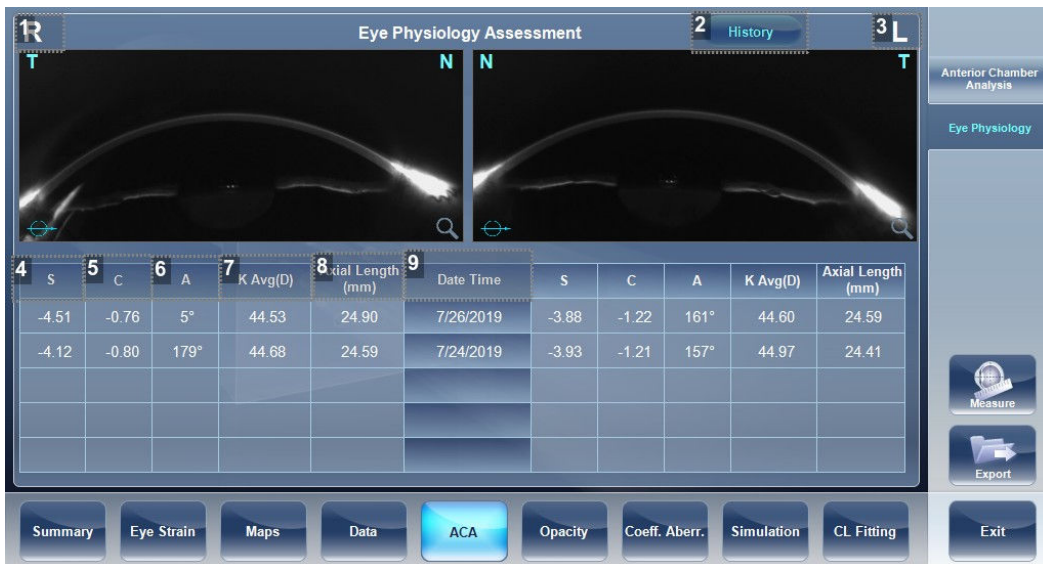 1 R
Eye Physiology Assessment
2 History
3 L
T N N T
Anterior Chamber
Analysis
Eye Physiology
4 S 5 C 6 A 7 K Avg(D) 8 Axial Length
(mm) 9 Date Time S C A K Avg(D) Axial Length
(mm)
-4.51 -0.76 5° 44.53 24.90 7/26/2019 -3.88 -1.22 161° 44.60 24.59
-4.12 -0.80 179° 44.68 24.59 7/24/2019 -3.93 -1.21 157° 44.97 24.41
Measure
Export
Summary Eye Strain Maps Data ACA Opacity Coeff. Aberr. Simulation CL Fitting Exit